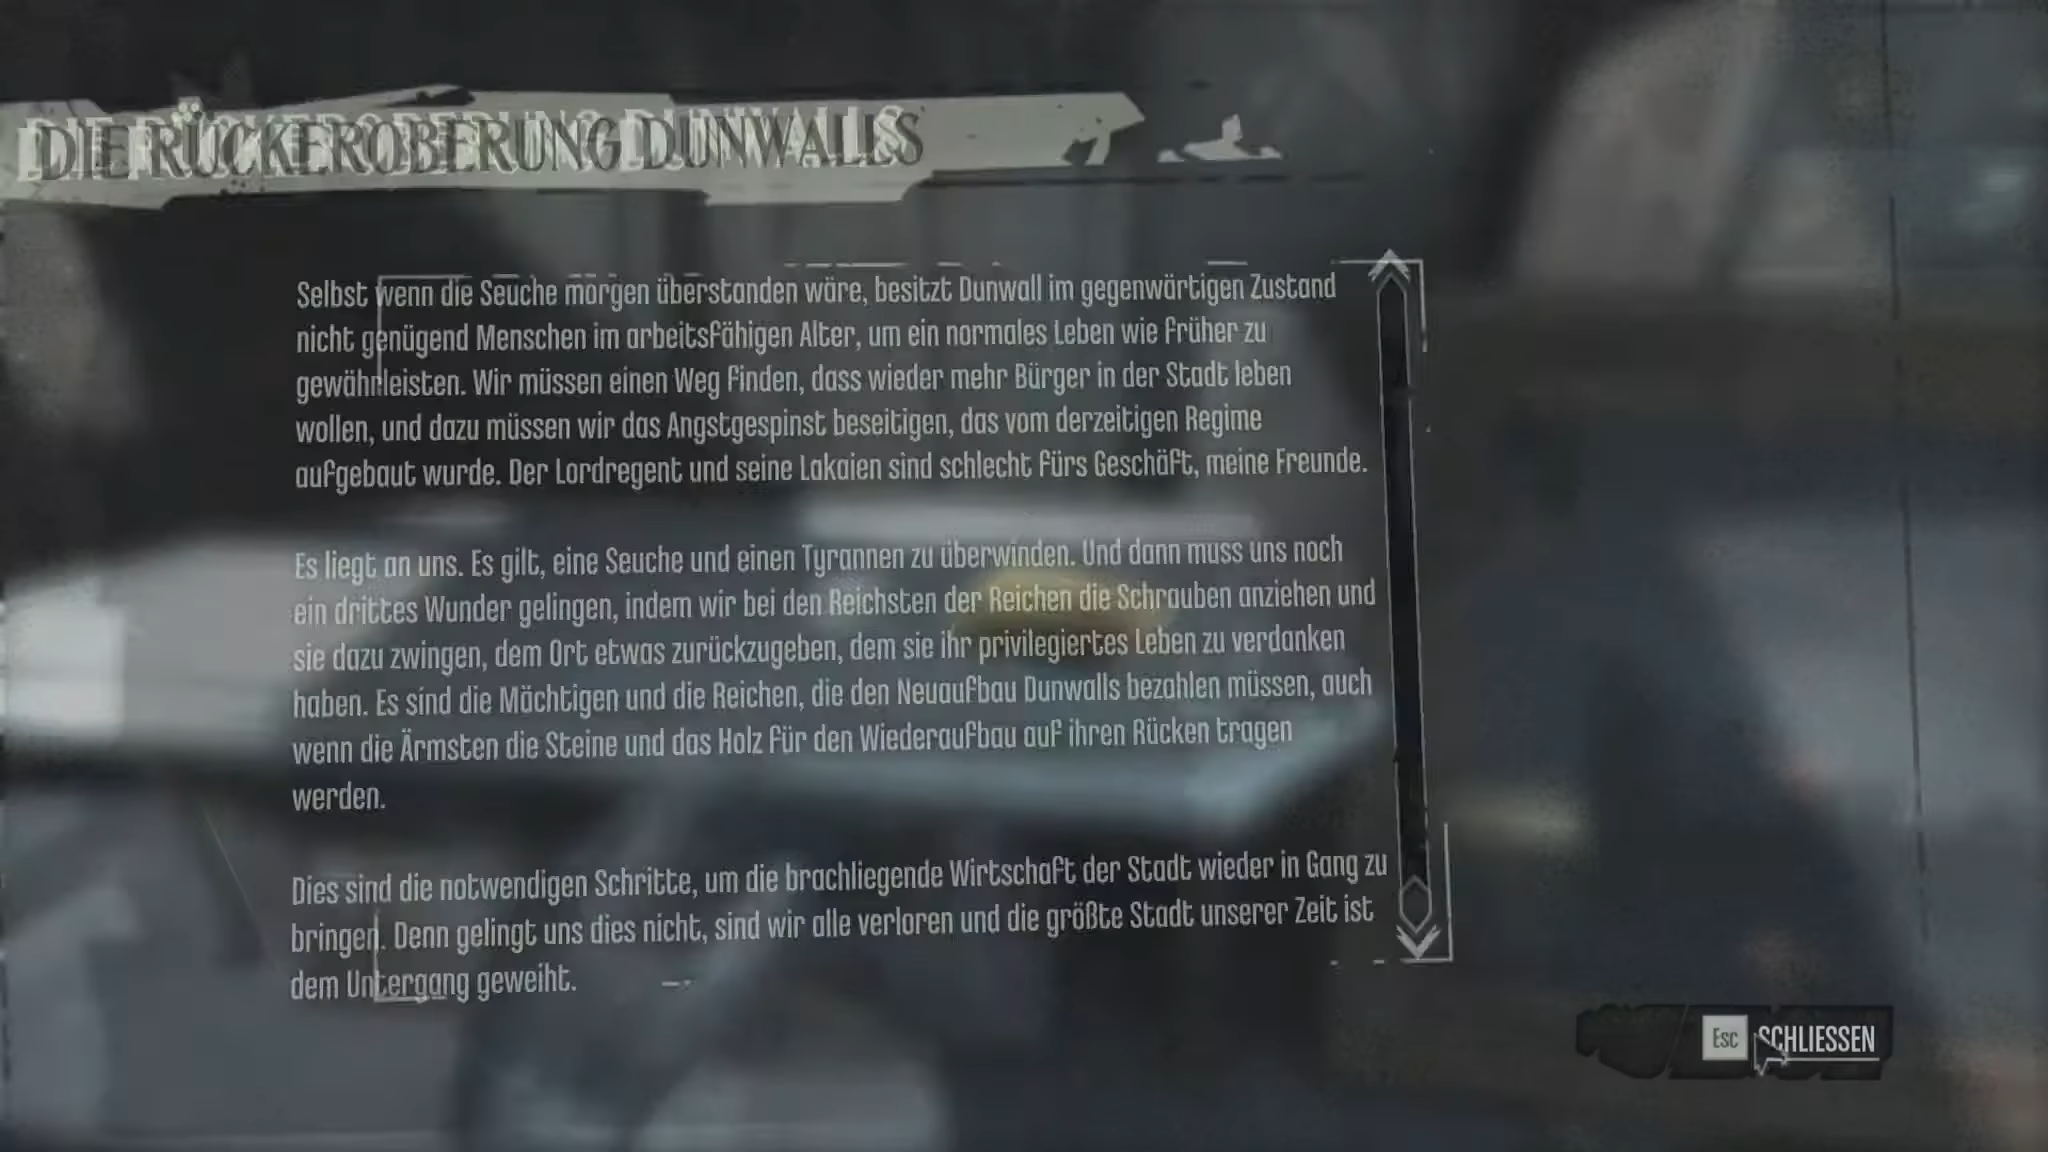 DIE RÜCKEROBERUNG DUNWALLS
Selbst wenn die Seuche morgen überstanden wäre, besitzt Dunwall im gegenwärtigen Zustand
nicht genügend Menschen im arbeitsfähigen Alter, um ein normales Leben wie früher zu
gewährleisten. Wir müssen einen Weg finden, dass wieder mehr Bürger in der Stadt leben
wollen, und dazu müssen wir das Angstgespinst beseitigen, das vom derzeitigen Regime
aufgebaut wurde. Der Lordregent und seine Lakaien sind schlecht fürs Geschäft, meine Freunde.
Es liegt an uns. Es gilt, eine Seuche und einen Tyrannen zu überwinden. Und dann muss uns noch
ein drittes Wunder gelingen, indem wir bei den Reichsten der Reichen die Schrauben anziehen und
sie dazu zwingen, dem Ort etwas zurückzugeben, dem sie ihr privilegiertes Leben zu verdanken
haben. Es sind die Mächtigen und die Reichen, die den Neuaufbau Dunwalls bezahlen müssen, auch
wenn die Ärmsten die Steine und das Holz für den Wiederaufbau auf ihren Rücken tragen
werden.
Dies sind die notwendigen Schritte, um die brachliegende Wirtschaft der Stadt wieder in Gang zu
bringen. Denn gelingt uns dies nicht, sind wir alle verloren und die größte Stadt unserer Zeit ist
dem Untergang geweiht.
Esc SCHLIESSEN